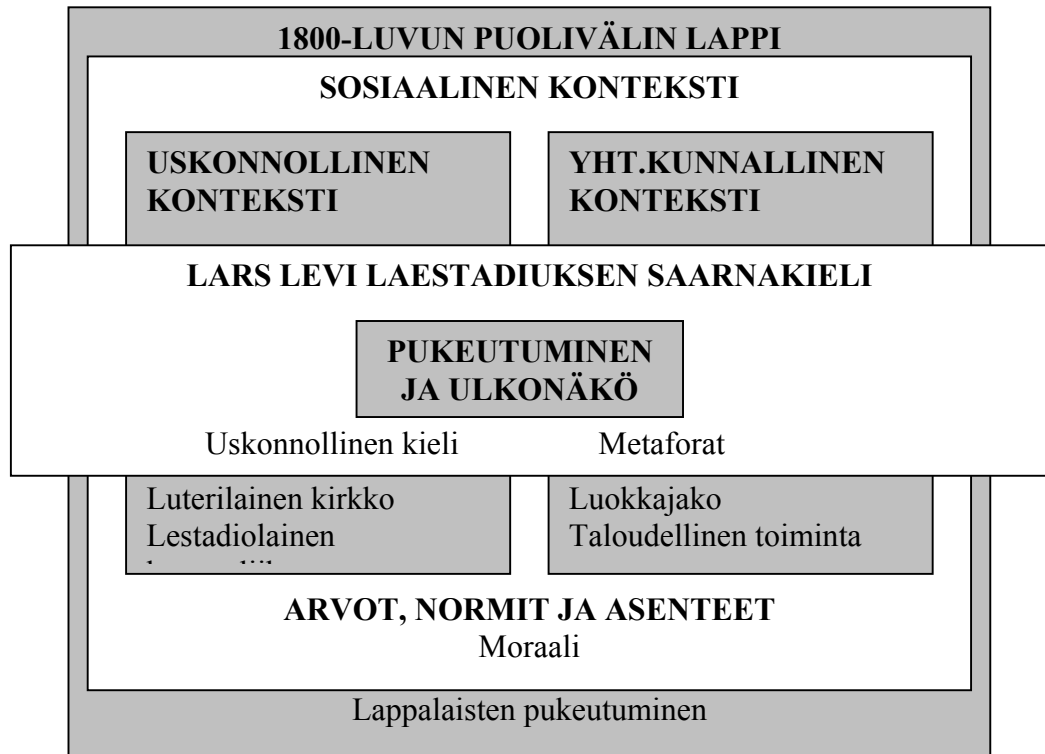 1800-LUVUN PUOLIVÄLIN LAPPI
SOSIAALINEN KONTEKSTI
USKONNOLLINEN
KONTEKSTI
YHT.KUNNALLINEN
KONTEKSTI
LARS LEVI LAESTADIUKSEN SAARNAKIELI
PUKEUTUMINEN
JA ULKONÄKÖ
Uskonnollinen kieli
Metaforat
Luterilainen kirkko
Lestadiolainen
Luokkajako
Taloudellinen toiminta
ARVOT, NORMIT JA ASENTEET
Moraali
Lappalaisten pukeutuminen